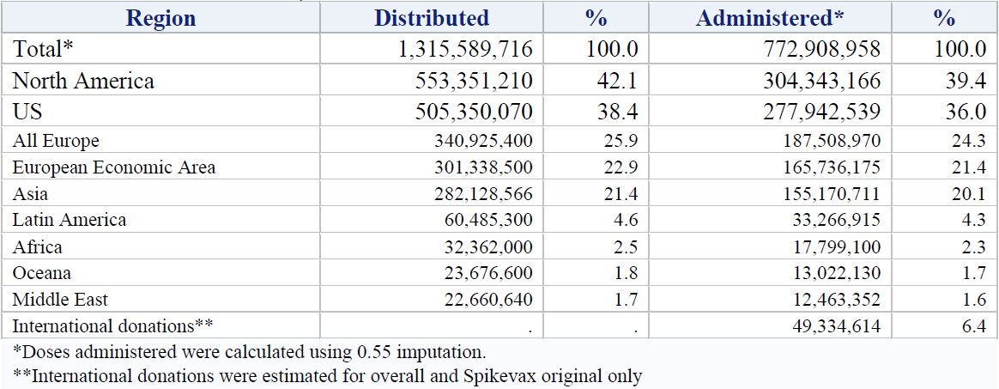 Region Distributed % Administered* %
Total* 1,315,589,716 100.0 772,908,958 100.0
North America 553,351,210 42.1 304,343,166 39.4
US 505,350,070 38.4 277,942,539 36.0
All Europe 340,925,400 25.9 187,508,970 24.3
European Economic Area 301,338,500 22.9 165,736,175 21.4
Asia 282,128,566 21.4 155,170,711 20.1
Latin America 60,485,300 4.6 33,266,915 4.3
Africa 32,362,000 2.5 17,799,100 2.3
Oceana 23,676,600 1.8 13,022,130 1.7
Middle East 22,660,640 1.7 12,463,352 1.6
International donations** . . 49,334,614 6.4
*Doses administered were calculated using 0.55 imputation.
**International donations were estimated for overall and Spikevax original only